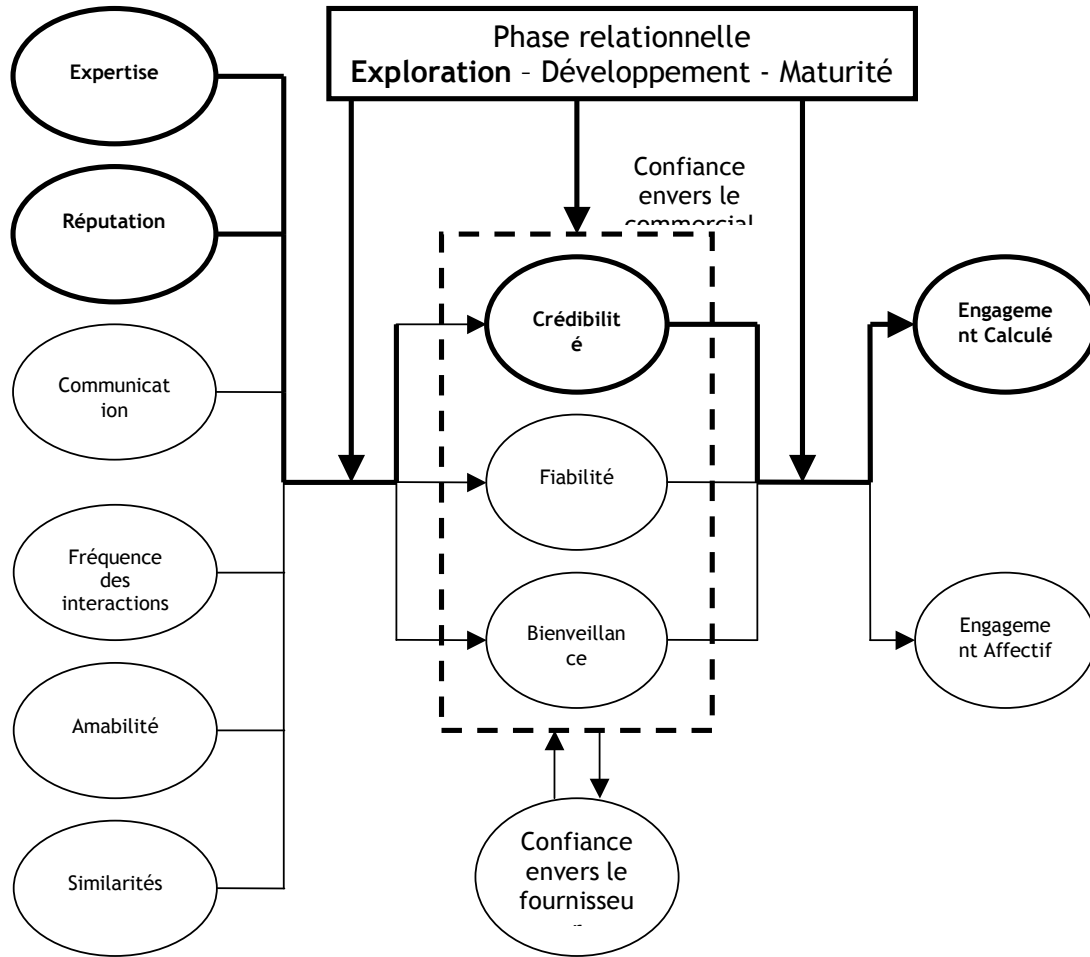 Phase relationnelle
Exploration - Développement - Maturité
Expertise
Réputation
Communicat
ion
Fréquence
des
interactions
Amabilité
Similarités
Confiance
envers le
commercial
Crédibilit
é
Fiabilité
Bienveillan
ce
Confiance
envers le
fournisseu
Engageme
nt Calculé
Engageme
nt Affectif